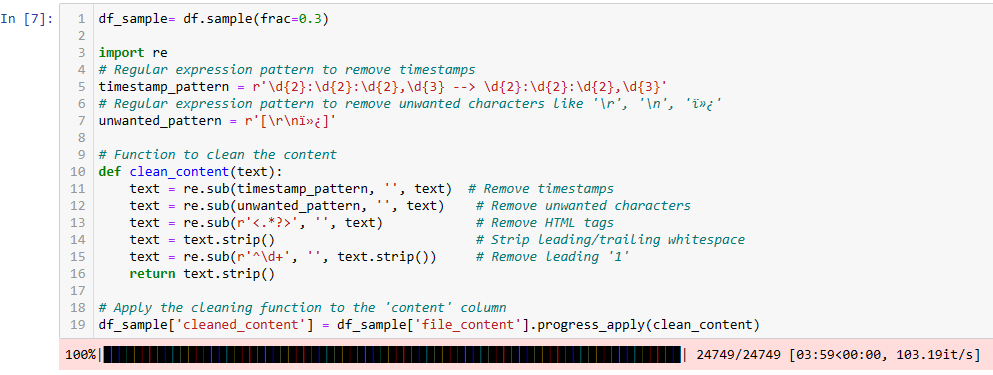 In [7]:
1 df_sample= df.sample(frac=0.3)
2
3 import re
4 # Regular expression pattern to remove timestamps
5 timestamp_pattern = r'\d{2}:\d{2}:\d{2},\d{3} --> \d{2}:\d{2}:\d{2},\d{3}'
6 # Regular expression pattern to remove unwanted characters like '\r', '\n', 'ï»¿'
7 unwanted_pattern = r'[\r\nï»¿]'
8
9 # Function to clean the content
10 def clean_content(text):
11     text = re.sub(timestamp_pattern, '', text)  # Remove timestamps
12     text = re.sub(unwanted_pattern, '', text)    # Remove unwanted characters
13     text = re.sub(r'<.*?>', '', text)            # Remove HTML tags
14     text = text.strip()                          # Strip leading/trailing whitespace
15     text = re.sub(r'^\d+', '', text.strip())     # Remove leading '1'
16     return text.strip()
17
18 # Apply the cleaning function to the 'content' column
19 df_sample['cleaned_content'] = df_sample['file_content'].progress_apply(clean_content)
100%| | 24749/24749 [03:59<00:00, 103.19it/s]